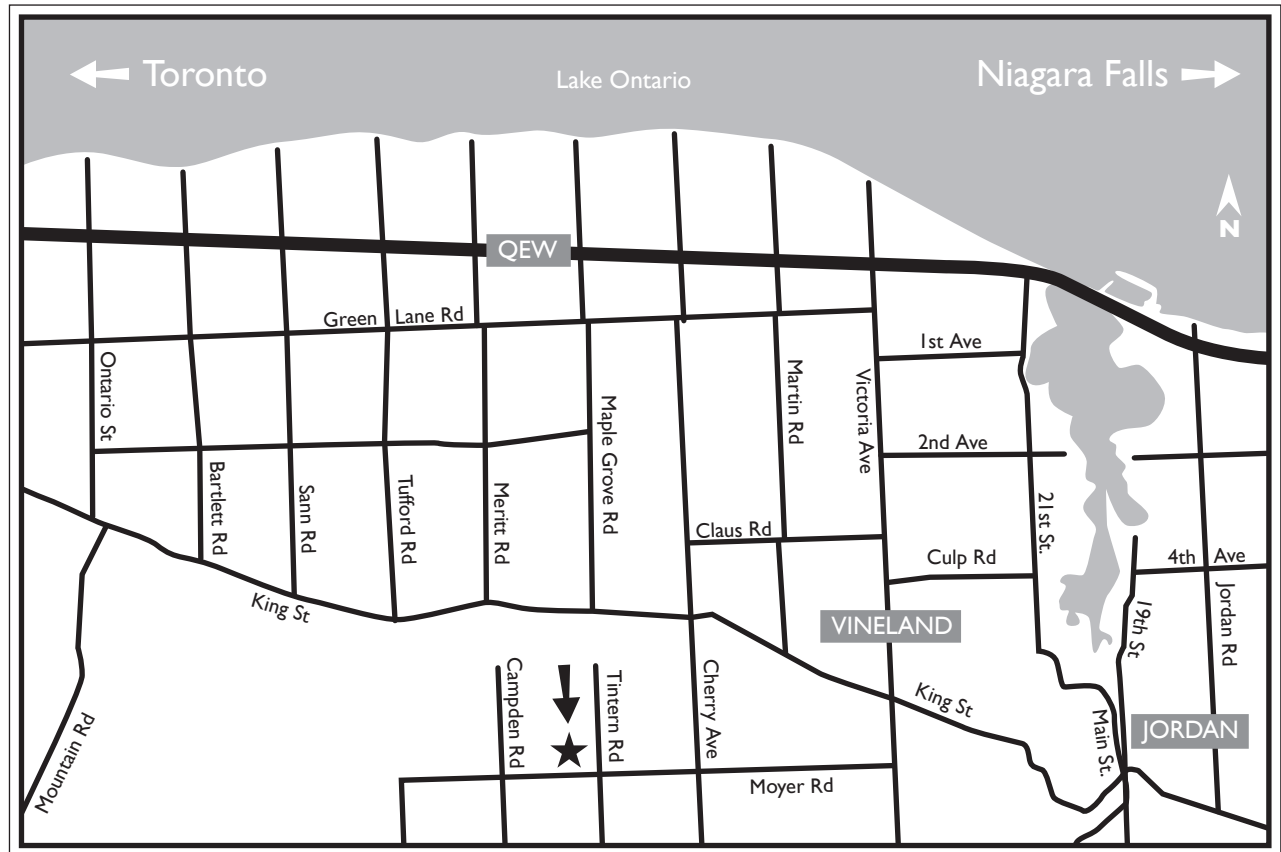 Toronto
Lake Ontario
Niagara Falls
N
QEW
Green Lane Rd
1st Ave
Ontario St
Martin Rd
Victoria Ave
Maple Grove Rd
2nd Ave
Bartlett Rd
Sann Rd
Tufford Rd
Meritt Rd
21st St.
Claus Rd
Culp Rd
4th Ave
King St
19th St
Jordan Rd
VINELAND
Campden Rd
Tintern Rd
Cherry Ave
King St
Main St.
JORDAN
Mountain Rd
Moyer Rd